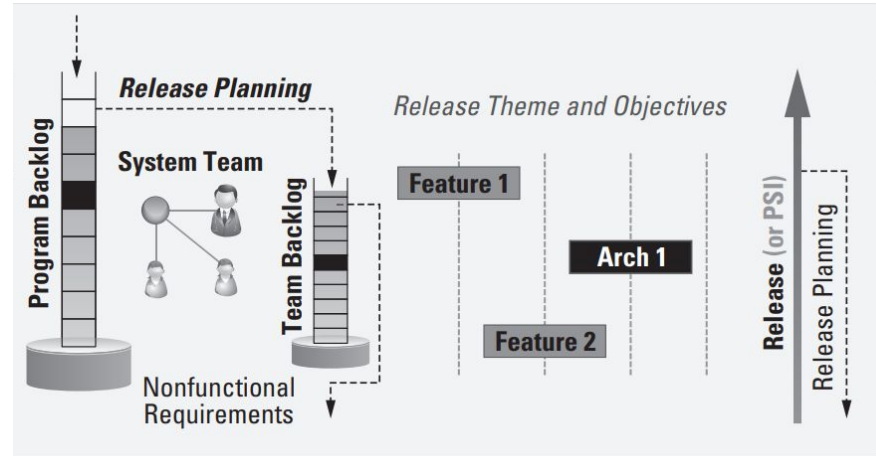 Release Planning
Release Theme and Objectives
Program Backlog
System Team
Team Backlog
Feature 1
Arch 1
Feature 2
Nonfunctional
Requirements
Release (or PSI)
Release Planning